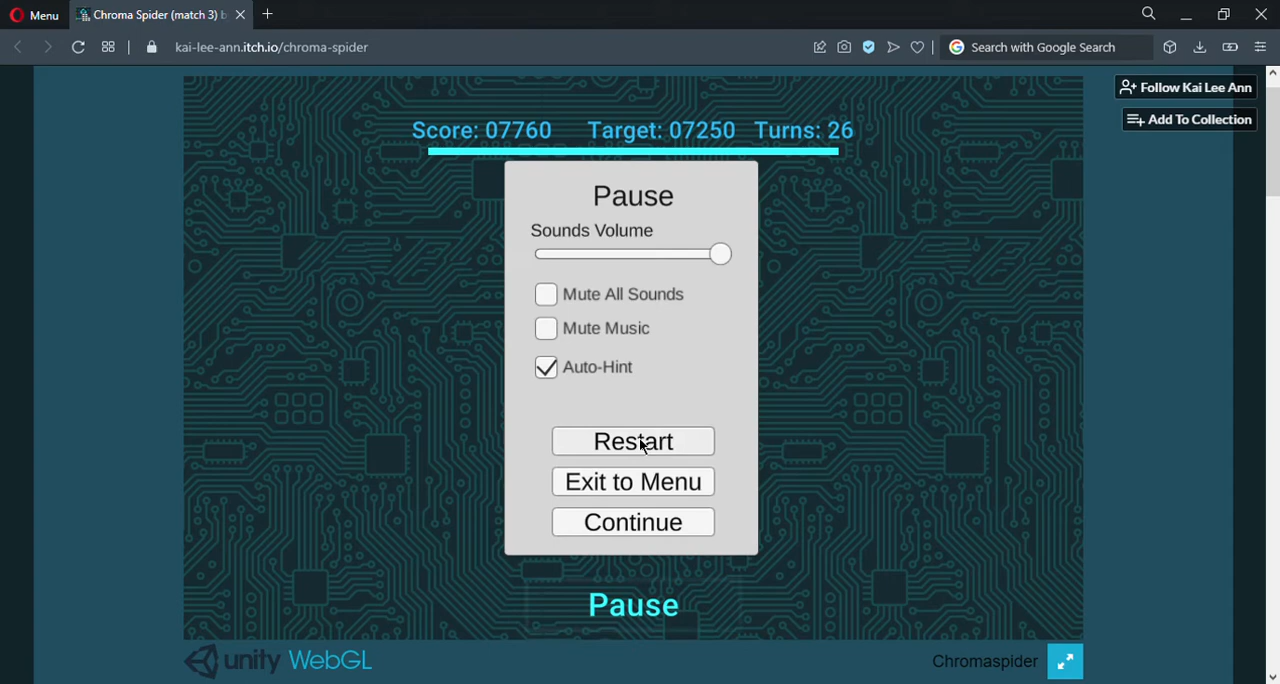 Menu
Chroma Spider (match 3) b
kai-lee-ann.itch.io/chroma-spider
Search with Google Search
Follow Kai Lee Ann
Add To Collection
Score: 07760 Target: 07250 Turns: 26
Pause
Sounds Volume
Mute All Sounds
Mute Music
Auto-Hint
Restart
Exit to Menu
Continue
Pause
unity WebGL
Chromaspider